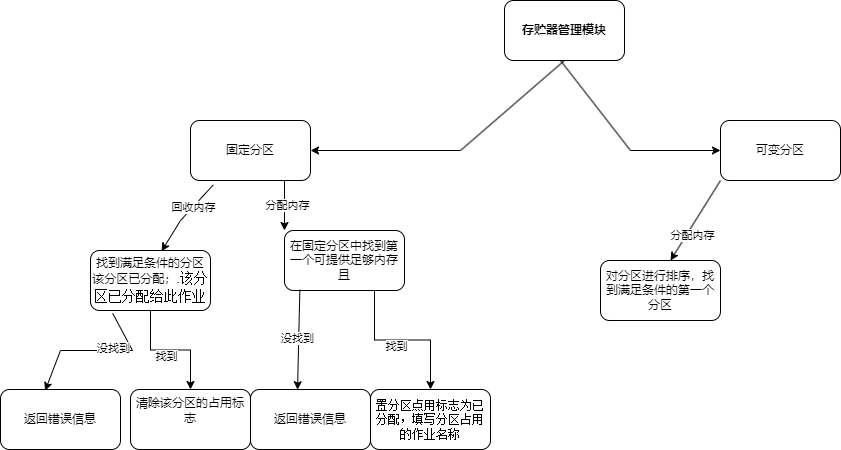 存贮器管理模块
固定分区
可变分区
回收内存
分配内存
分配内存
找到满足条件的分区
该分区已分配；.该分
区已分配给此作业
在固定分区中找到第
一个可提供足够内存
且
对分区进行排序，找
到满足条件的第一个
分区
没找到
找到
没找到
找到
返回错误信息
清除该分区的占用标
志
返回错误信息
置分区点用标志为已
分配，填写分区占用
的作业名称